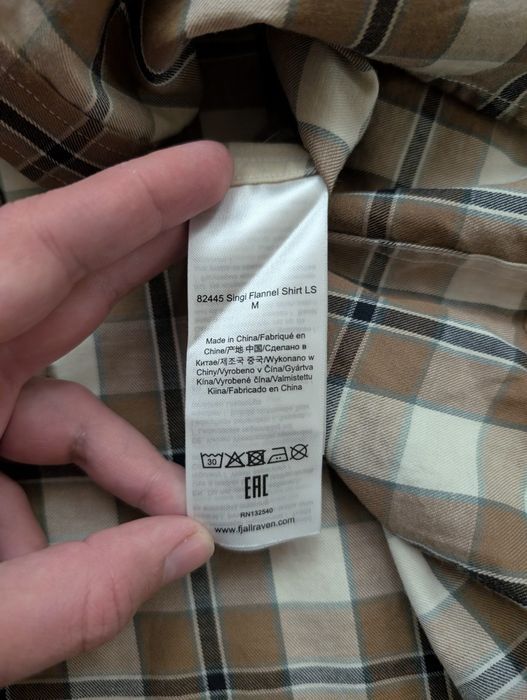 82445 Singi Flannel Shirt LS
M
Made in China/Fabriqué en
Chine/产地 中国/Сделано в
Китае/제조국 중국/Wykonano w
Chiny/Vyrobeno v Čína/Gyártva
Kína/Vyrobené čína/Valmistettu
Kiina/Fabricado en China
30
EAC
RN132540
www.fjallraven.com